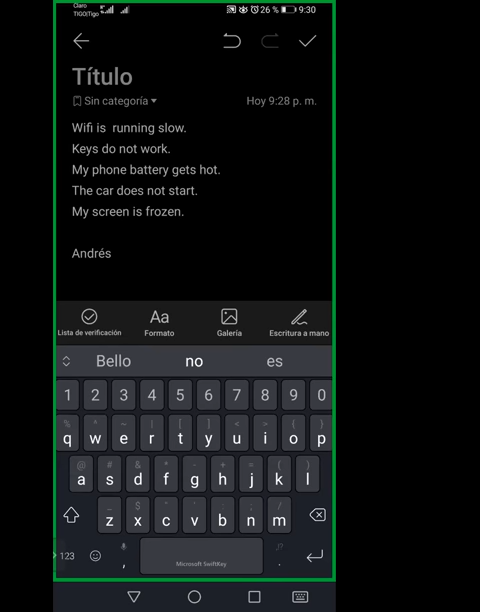 Claro
TIGO|Tigo
26 % 9:30
Título
Sin categoría Hoy 9:28 p. m.
Wifi is  running slow.
Keys do not work.
My phone battery gets hot.
The car does not start.
My screen is frozen.
Andrés
Lista de verificación Aa Formato Galería Escritura a mano
Bello no es
1 2 3 4 5 6 7 8 9 0
% ^ ~ | [ ] < > { }
q w e r t y u i o p
@ # & * - + = ( )
a s d f g h j k l
_ $ " ' : ; /
z x c v b n m
123 , Microsoft SwiftKey .
,!?